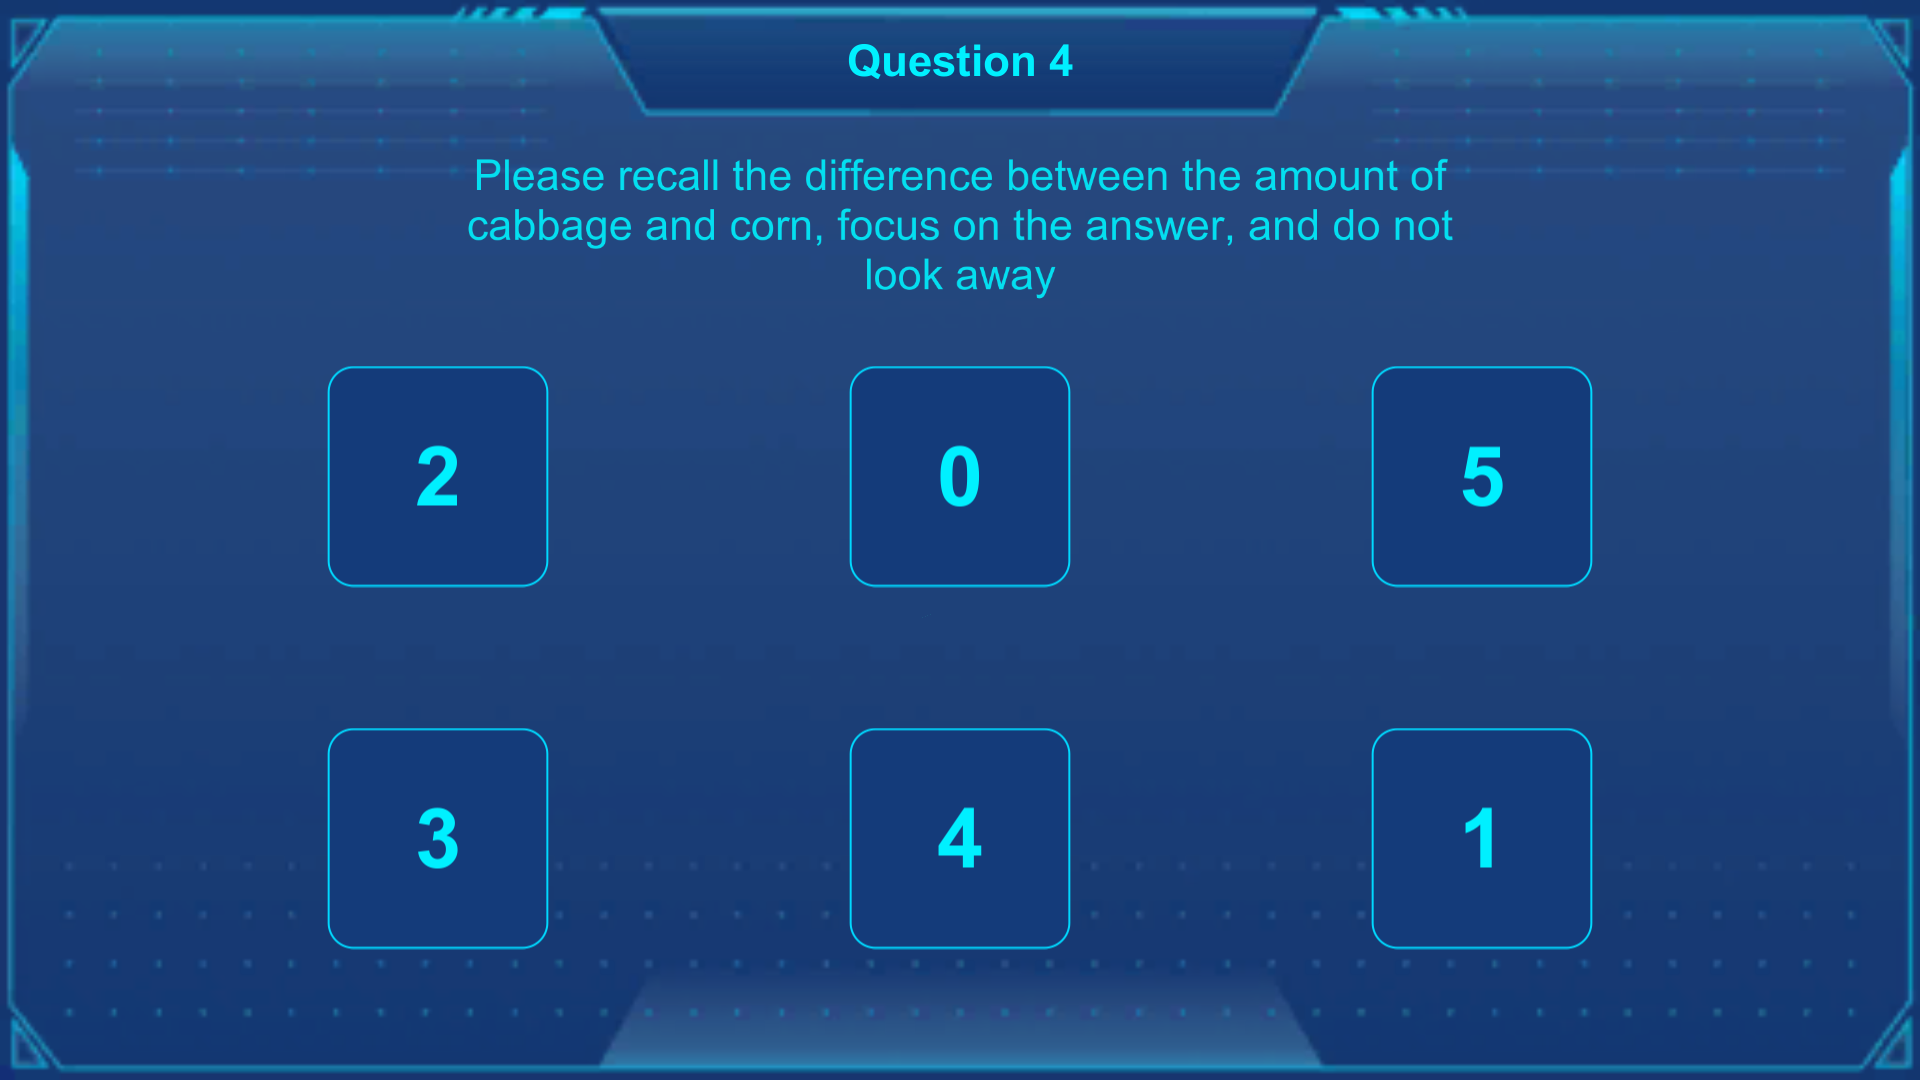 Question 4
Please recall the difference between the amount of
cabbage and corn, focus on the answer, and do not
look away
2 0 5
3 4 1